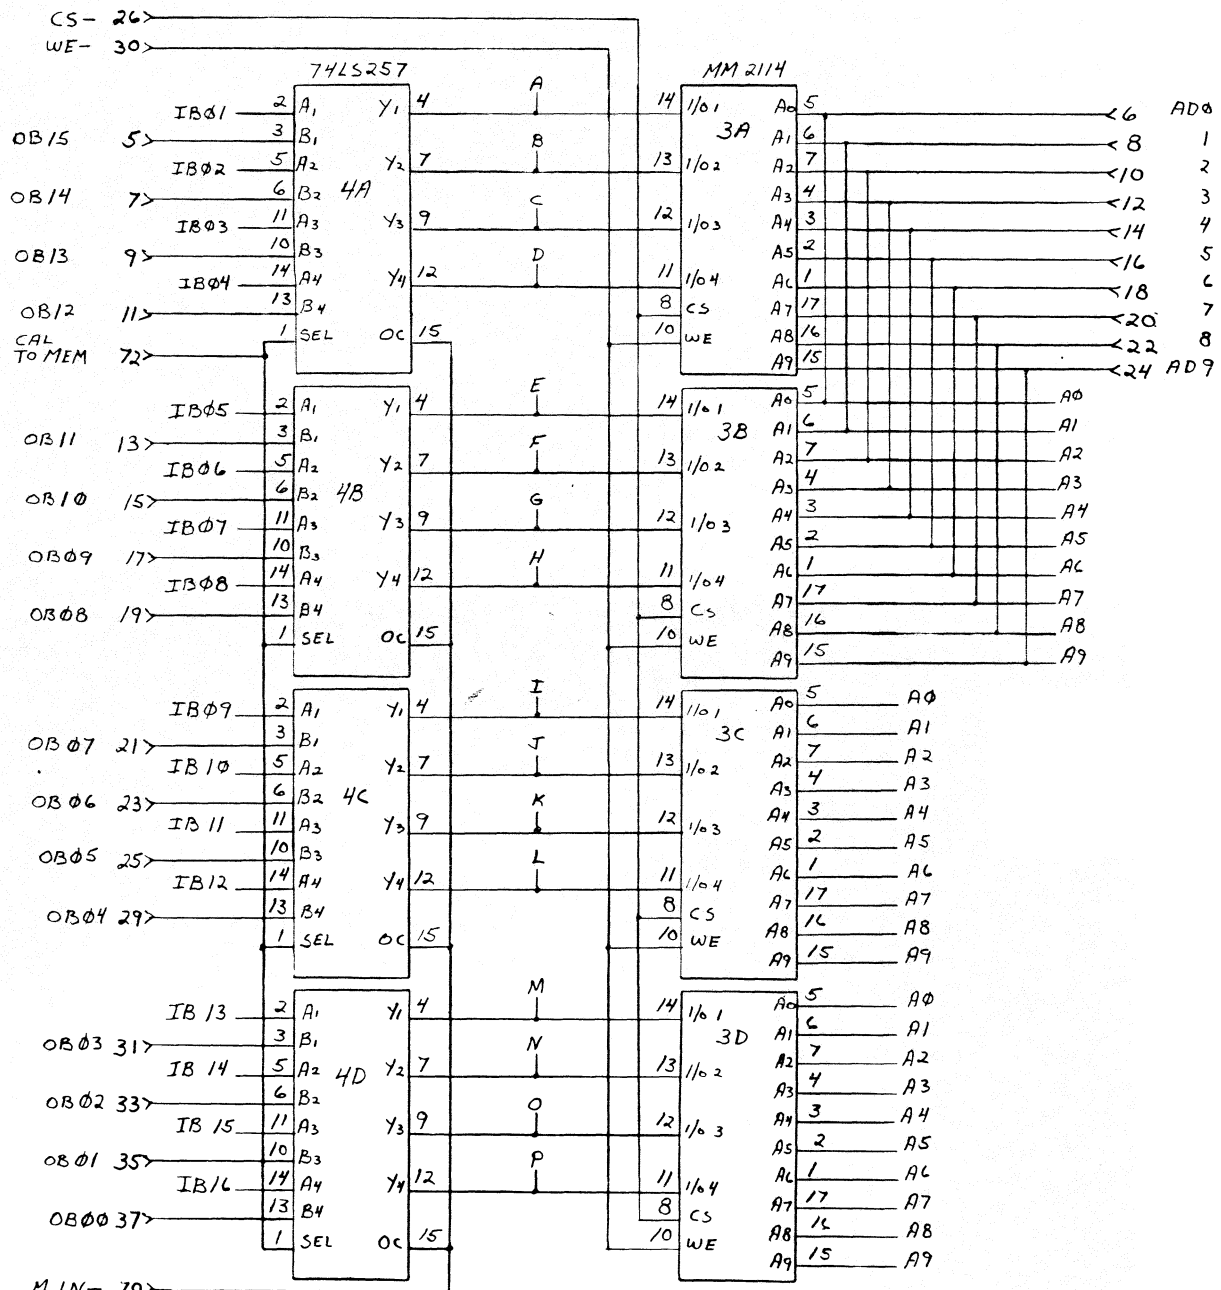 CS- 26
WE- 30
74LS257
MM 2114
IBØ1 2 A1 Y1 4 A 14 I/O1 A0 5 6 ADØ
OB15 5 3 B1 3A A1 6 8 1
IBØ2 5 A2 Y2 7 B 13 I/O2 A2 7 10 2
OB14 7 6 B2 4A A3 4 12 3
IBØ3 11 A3 Y3 9 C 12 I/O3 A4 3 14 4
OB13 9 10 B3 A5 2 16 5
IBØ4 14 A4 Y4 12 D 11 I/O4 A6 1 18 6
OB12 11 13 B4 8 CS A7 17 20 7
CAL TO MEM 72 1 SEL OC 15 10 WE A8 16 22 8
A9 15 24 AD9
IBØ5 2 A1 Y1 4 E 14 I/O1 A0 5 AØ
OB11 13 3 B1 3B A1 6 A1
IBØ6 5 A2 Y2 7 F 13 I/O2 A2 7 A2
OB1Ø 15 6 B2 4B A3 4 A3
IBØ7 11 A3 Y3 9 G 12 I/O3 A4 3 A4
OBØ9 17 10 B3 A5 2 A5
IBØ8 14 A4 Y4 12 H 11 I/O4 A6 1 A6
OBØ8 19 13 B4 8 CS A7 17 A7
1 SEL OC 15 10 WE A8 16 A8
A9 15 A9
IBØ9 2 A1 Y1 4 I 14 I/O1 A0 5 AØ
OBØ7 21 3 B1 3C A1 6 A1
IB1Ø 5 A2 Y2 7 J 13 I/O2 A2 7 A2
OBØ6 23 6 B2 4C A3 4 A3
IB11 11 A3 Y3 9 K 12 I/O3 A4 3 A4
OBØ5 25 10 B3 A5 2 A5
IB12 14 A4 Y4 12 L 11 I/O4 A6 1 A6
OBØ4 29 13 B4 8 CS A7 17 A7
1 SEL OC 15 10 WE A8 16 A8
A9 15 A9
IB13 2 A1 Y1 4 M 14 I/O1 A0 5 AØ
OBØ3 31 3 B1 3D A1 6 A1
IB14 5 A2 Y2 7 N 13 I/O2 A2 7 A2
OBØ2 33 6 B2 4D A3 4 A3
IB15 11 A3 Y3 9 O 12 I/O3 A4 3 A4
OBØ1 35 10 B3 A5 2 A5
IB16 14 A4 Y4 12 P 11 I/O4 A6 1 A6
OBØØ 37 13 B4 8 CS A7 17 A7
1 SEL OC 15 10 WE A8 16 A8
A9 15 A9